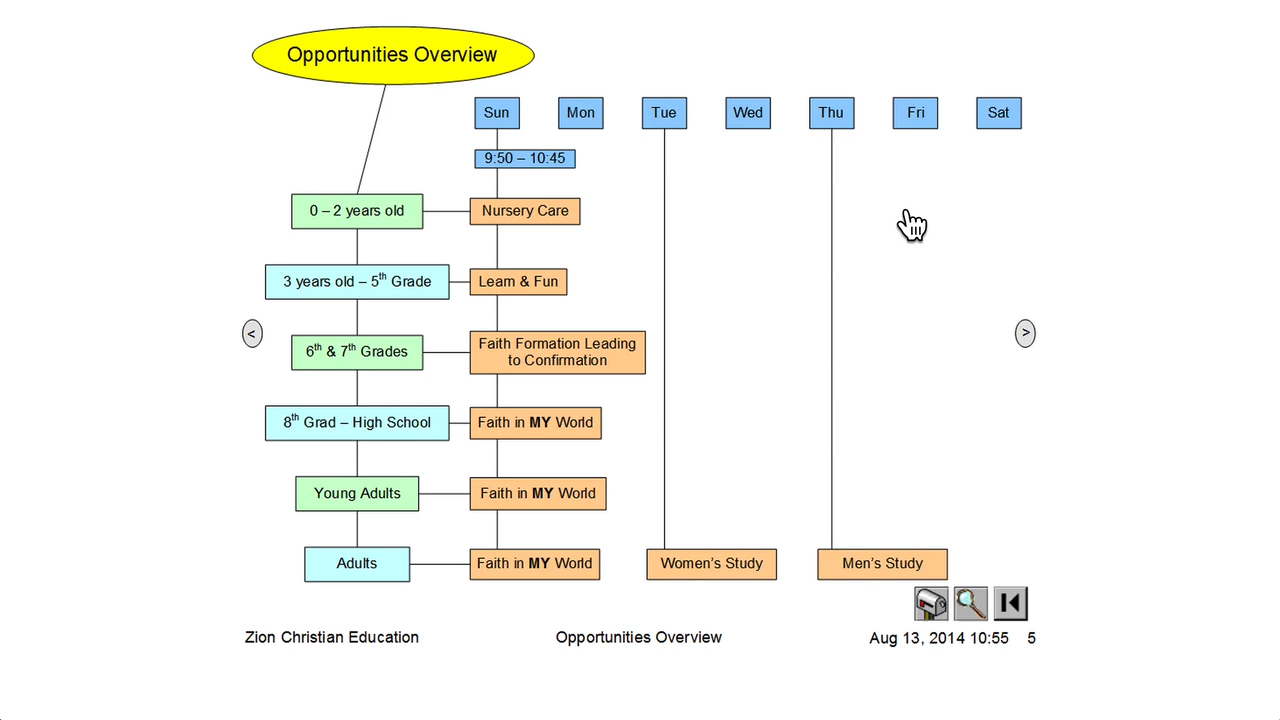 Opportunities Overview
Sun Mon Tue Wed Thu Fri Sat
9:50 – 10:45
0 – 2 years old Nursery Care
3 years old – 5th Grade Learn & Fun
6th & 7th Grades Faith Formation Leading
to Confirmation
8th Grad – High School Faith in MY World
Young Adults Faith in MY World
Adults Faith in MY World Women's Study Men's Study
< >
Zion Christian Education Opportunities Overview Aug 13, 2014 10:55 5